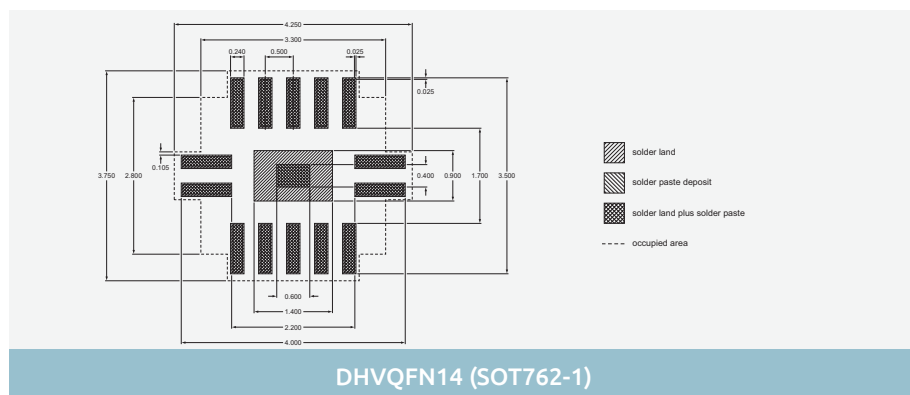 4.250
3.300
0.240 0.500 0.025
0.025
0.105
3.750 2.800
0.400 0.900 1.700 3.500
0.600
1.400
2.200
4.000
solder land
solder paste deposit
solder land plus solder paste
occupied area
DHVQFN14 (SOT762-1)